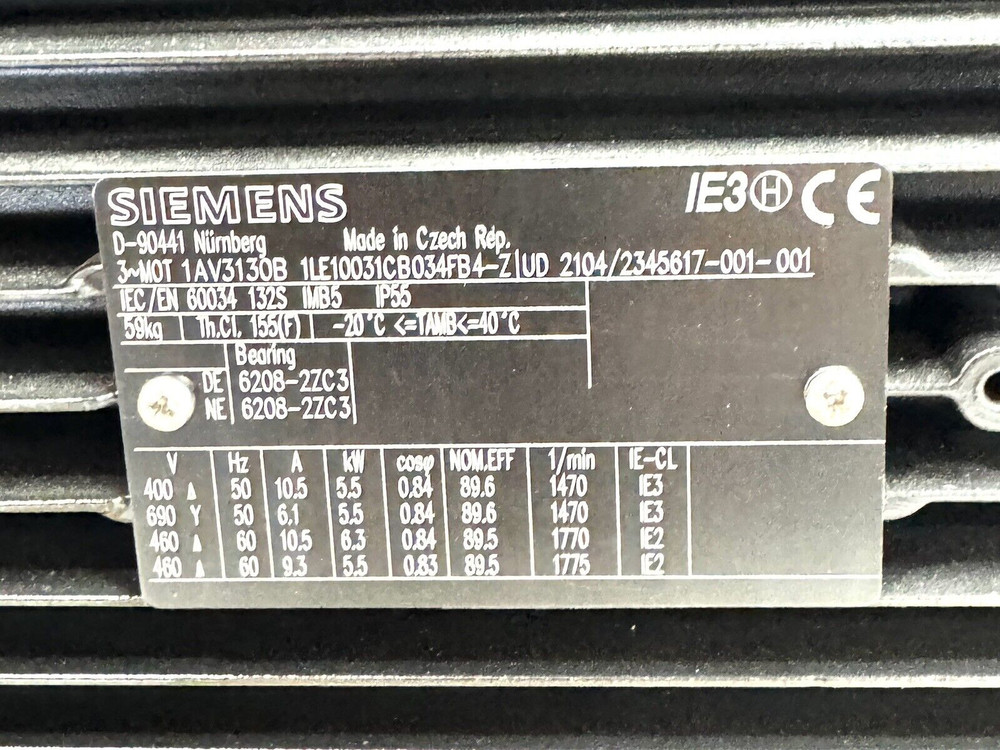 SIEMENS IE3 H CE
D-90441 Nürnberg Made in Czech Rep.
3~MOT 1AV3130B 1LE10031CB034FB4-Z UD 2104/2345617-001-001
IEC/EN 60034 132S IMB5 IP55
59kg Th.Cl. 155(F) -20°C <=TAMB<=40°C
Bearing
DE 6208-2ZC3
NE 6208-2ZC3
V Hz A kW cosφ NOM.EFF 1/min IE-CL
400 Δ 50 10.5 5.5 0.84 89.6 1470 IE3
690 Y 50 6.1 5.5 0.84 89.6 1470 IE3
460 Δ 60 10.5 6.3 0.84 89.5 1770 IE2
460 Δ 60 9.3 5.5 0.83 89.5 1775 IE2